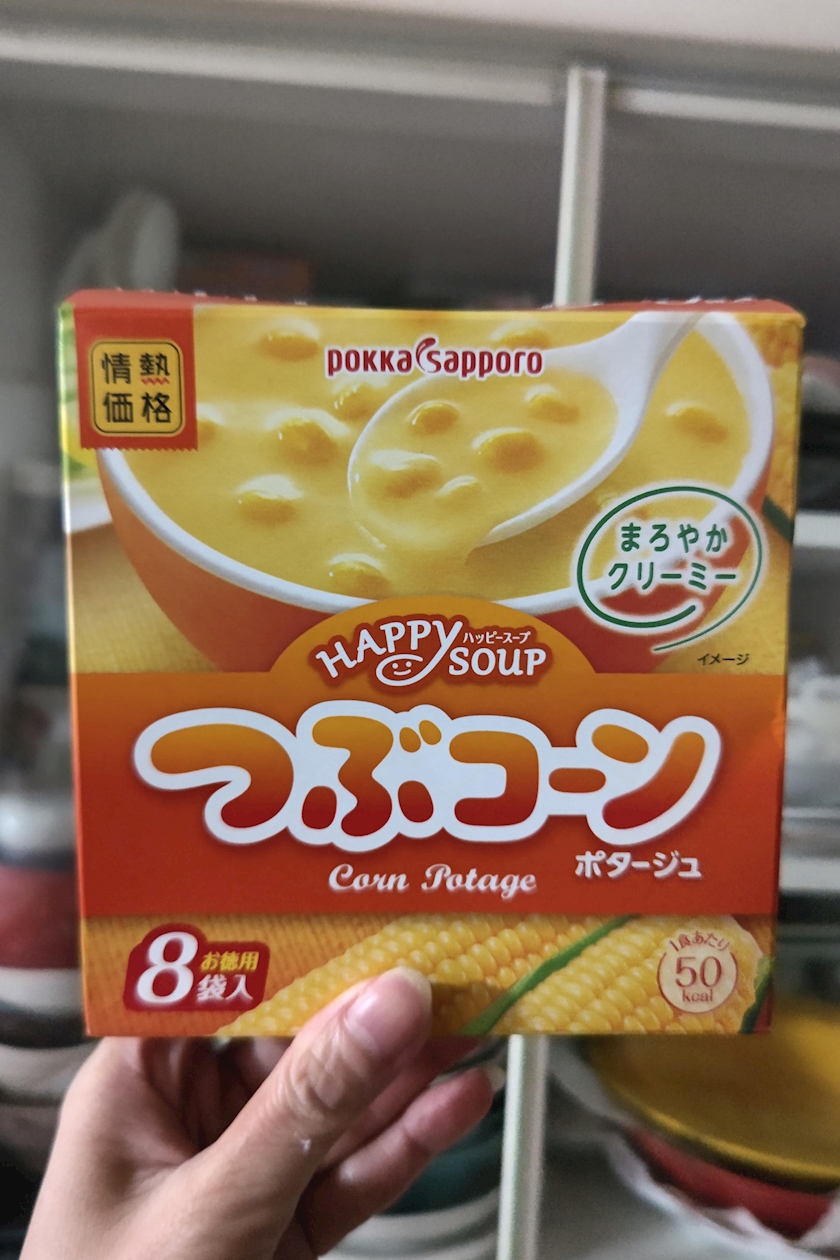 情熱
価格
pokka sapporo
まろやか
クリーミー
イメージ
HAPPY ハッピースープ
SOUP
つぶコーン
ポタージュ
Corn Potage
8 お徳用
袋入
1食あたり
50
kcal